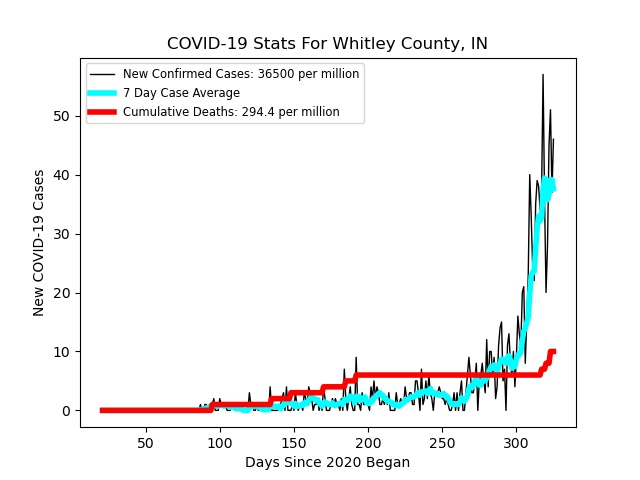 COVID-19 Stats For Whitley County, IN
New Confirmed Cases: 36500 per million
7 Day Case Average
Cumulative Deaths: 294.4 per million
New COVID-19 Cases
50
40
30
20
10
0
50
100
150
200
250
300
Days Since 2020 Began